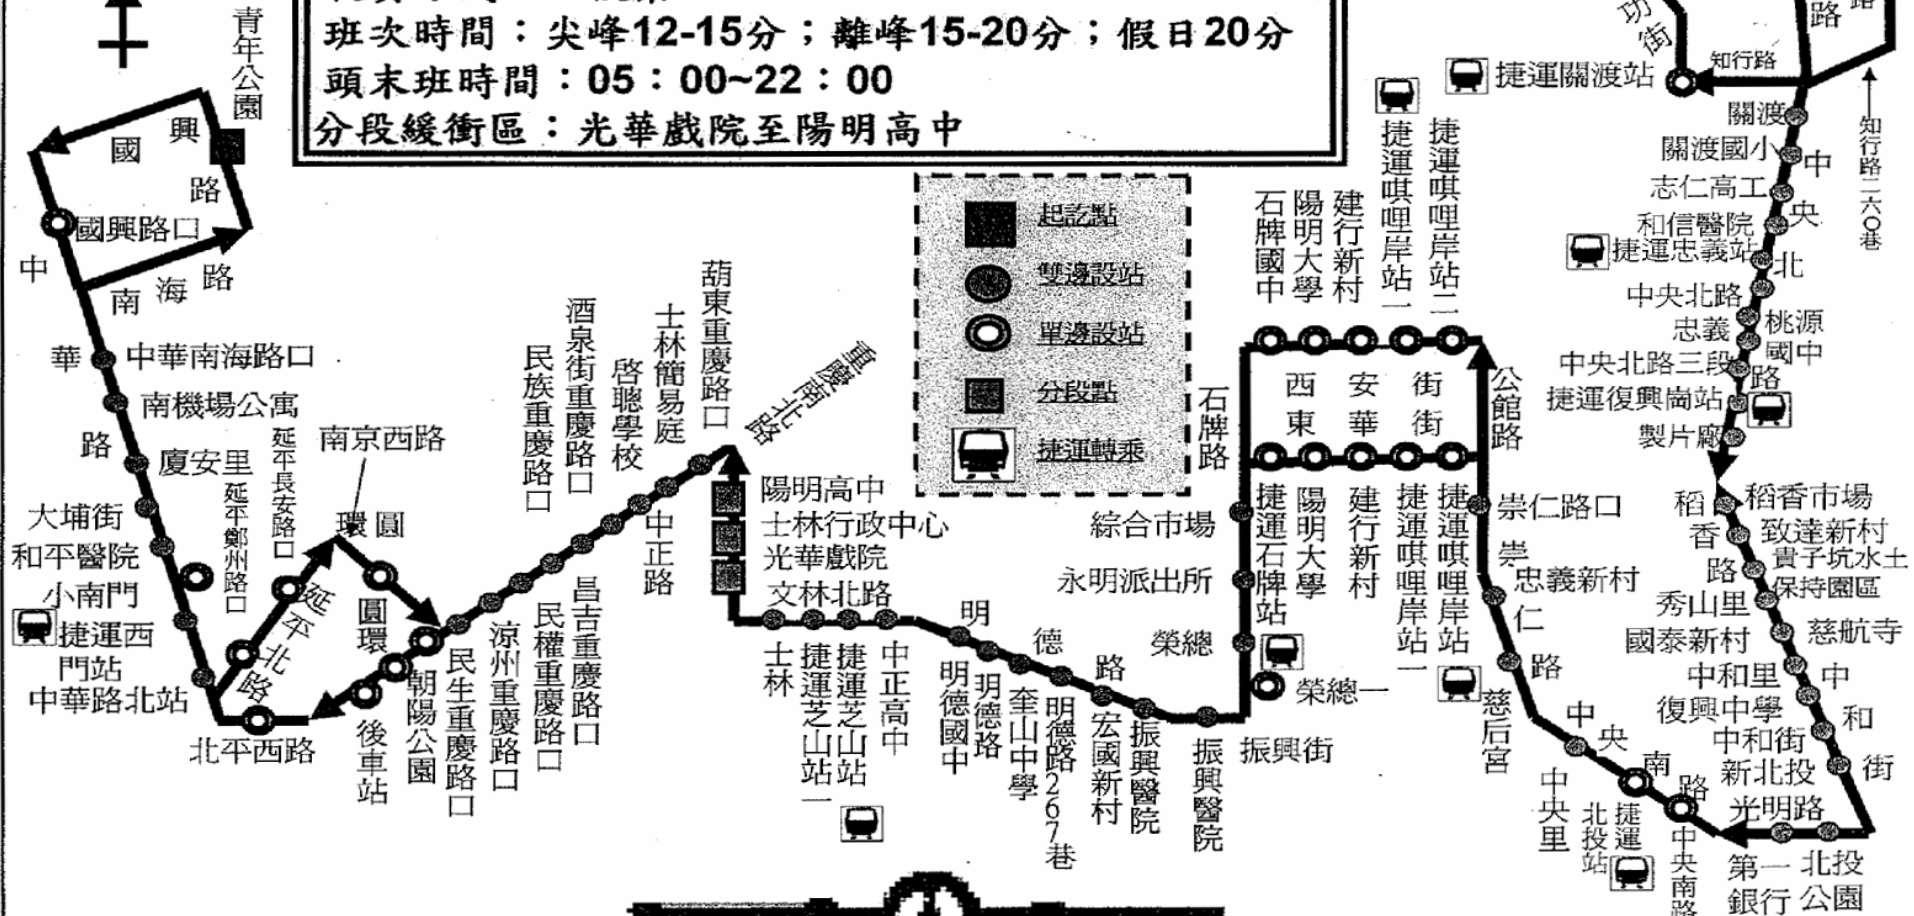 班次時間：尖峰12-15分；離峰15-20分；假日20分
頭末班時間：05：00~22：00
分段緩衝區：光華戲院至陽明高中
起訖點
雙邊設站
單邊設站
分段點
捷運轉乘
青年公園
國興路
國興路口
南海路
中華路
中華南海路口
南機場公寓
廈安里
大埔街
和平醫院
小南門
捷運西
門站
中華路北站
北平西路
延平北路
延平鄭州路口
延平長安路口
南京西路
圓環
圓環
後車站
朝陽公園
民生重慶路口
涼州重慶路口
民權重慶路口
昌吉重慶路口
民族重慶路口
酒泉街重慶路口
啓聰學校
士林簡易庭
葫東重慶路口
重慶南北路
中正路
陽明高中
士林行政中心
光華戲院
文林北路
士林
捷運芝山站一
捷運芝山站
中正高中
明德路
明德國中
明德路
奎山中學
明德路267巷
宏國新村
振興醫院
振興醫院
振興街
榮總一
榮總
永明派出所
綜合市場
石牌路
捷運石牌站
石牌國中
陽明大學
建行新村
捷運唭哩岸站一
捷運唭哩岸站二
西安街
東華街
陽明大學
建行新村
捷運唭哩岸站一
捷運唭哩岸站
公館路
崇仁路口
崇仁路
忠義新村
慈后宮
中央南路
中央里
捷運
北投站
中央南路
光明路
第一
銀行
北投
公園
新北投
中和街
復興中學
中和里
國泰新村
秀山里
中和街
慈航寺
貴子坑水土
保持園區
致達新村
稻香市場
稻香路
製片廠
捷運復興崗站
中央北路三段
桃源
國中
忠義
中央北路
捷運忠義站
和信醫院
志仁高工
關渡國小
關渡
中央北路
知行路
捷運關渡站
知行路二六〇巷
功街
路
路